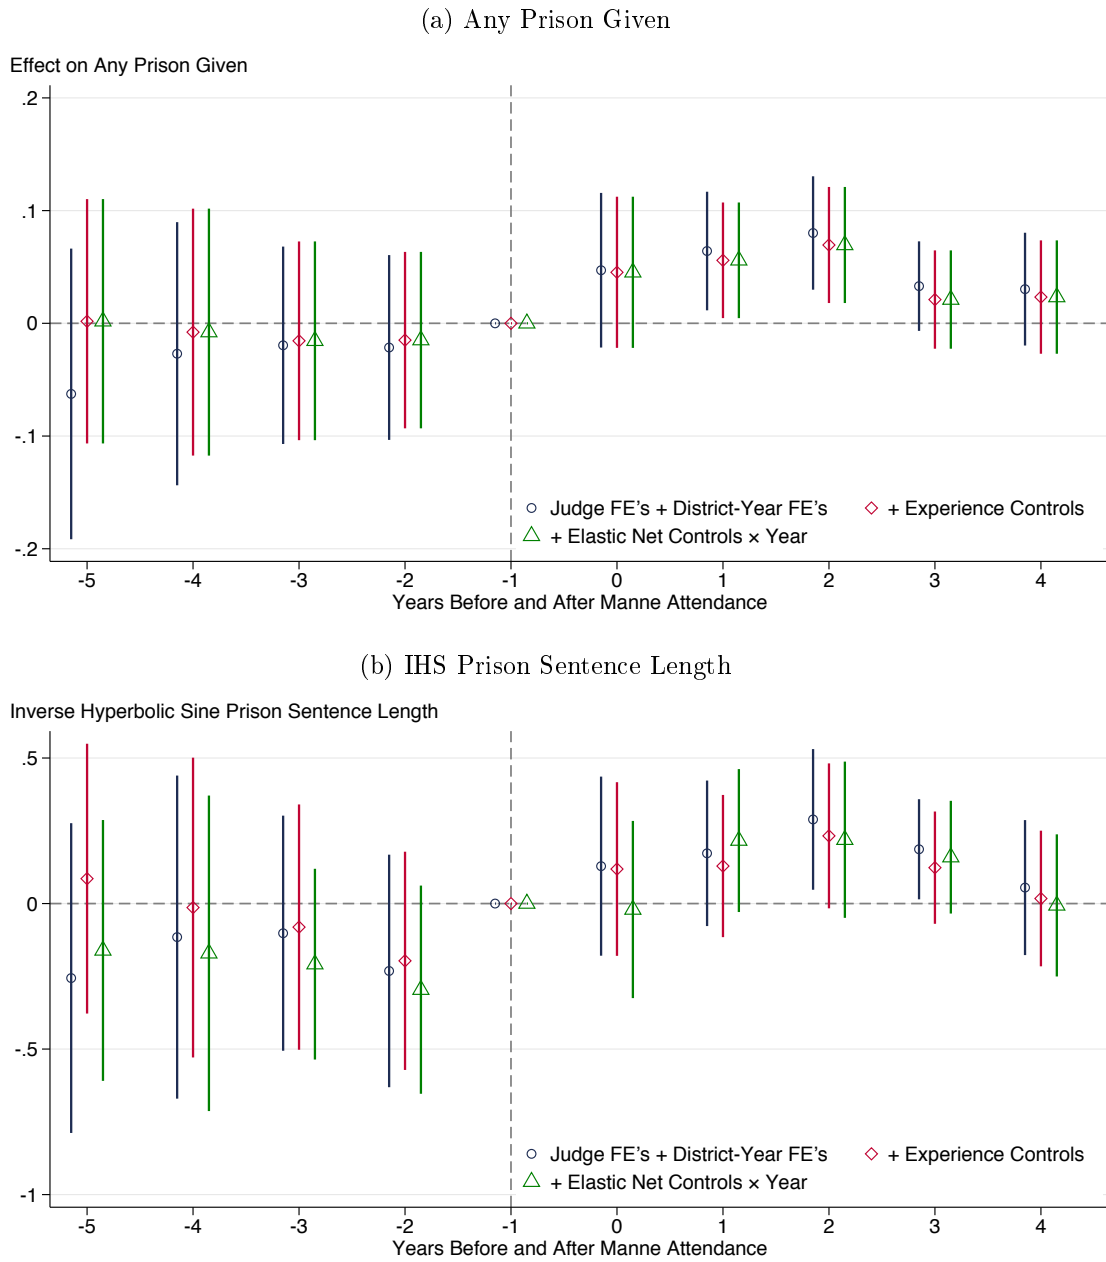 (a) Any Prison Given
Effect on Any Prison Given
.2
.1
0
-.1
-.2
Judge FE's + District-Year FE's
+ Experience Controls
+ Elastic Net Controls × Year
-5 -4 -3 -2 -1 0 1 2 3 4
Years Before and After Manne Attendance
(b) IHS Prison Sentence Length
Inverse Hyperbolic Sine Prison Sentence Length
.5
0
-.5
-1
Judge FE's + District-Year FE's
+ Experience Controls
+ Elastic Net Controls × Year
-5 -4 -3 -2 -1 0 1 2 3 4
Years Before and After Manne Attendance